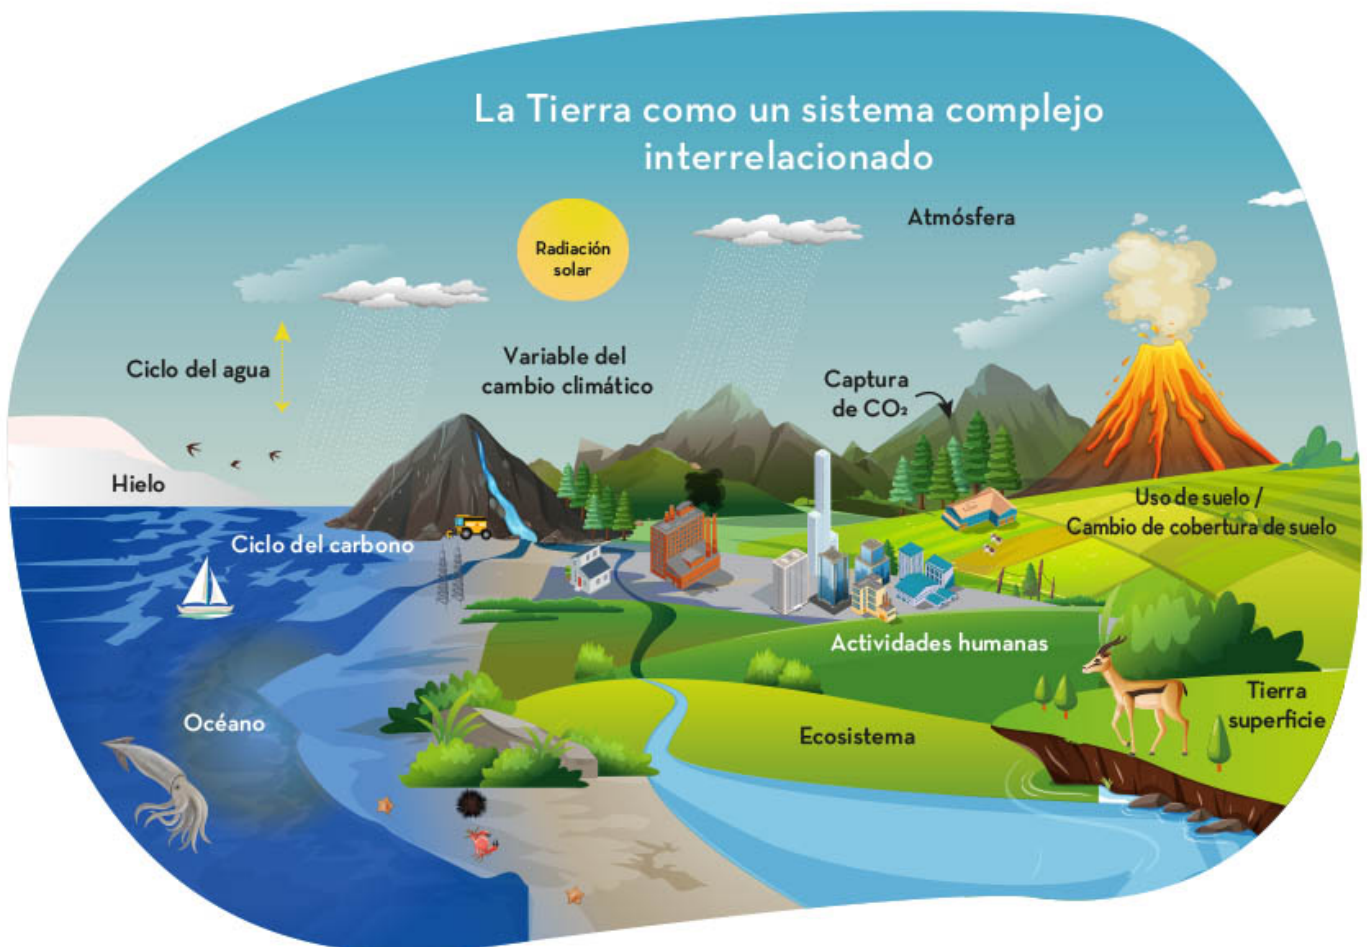 La Tierra como un sistema complejo
interrelacionado
Atmósfera
Radiación
solar
Ciclo del agua
Variable del
cambio climático
Captura
de CO₂
Hielo
Uso de suelo /
Cambio de cobertura de suelo
Ciclo del carbono
Actividades humanas
Tierra
superficie
Océano
Ecosistema